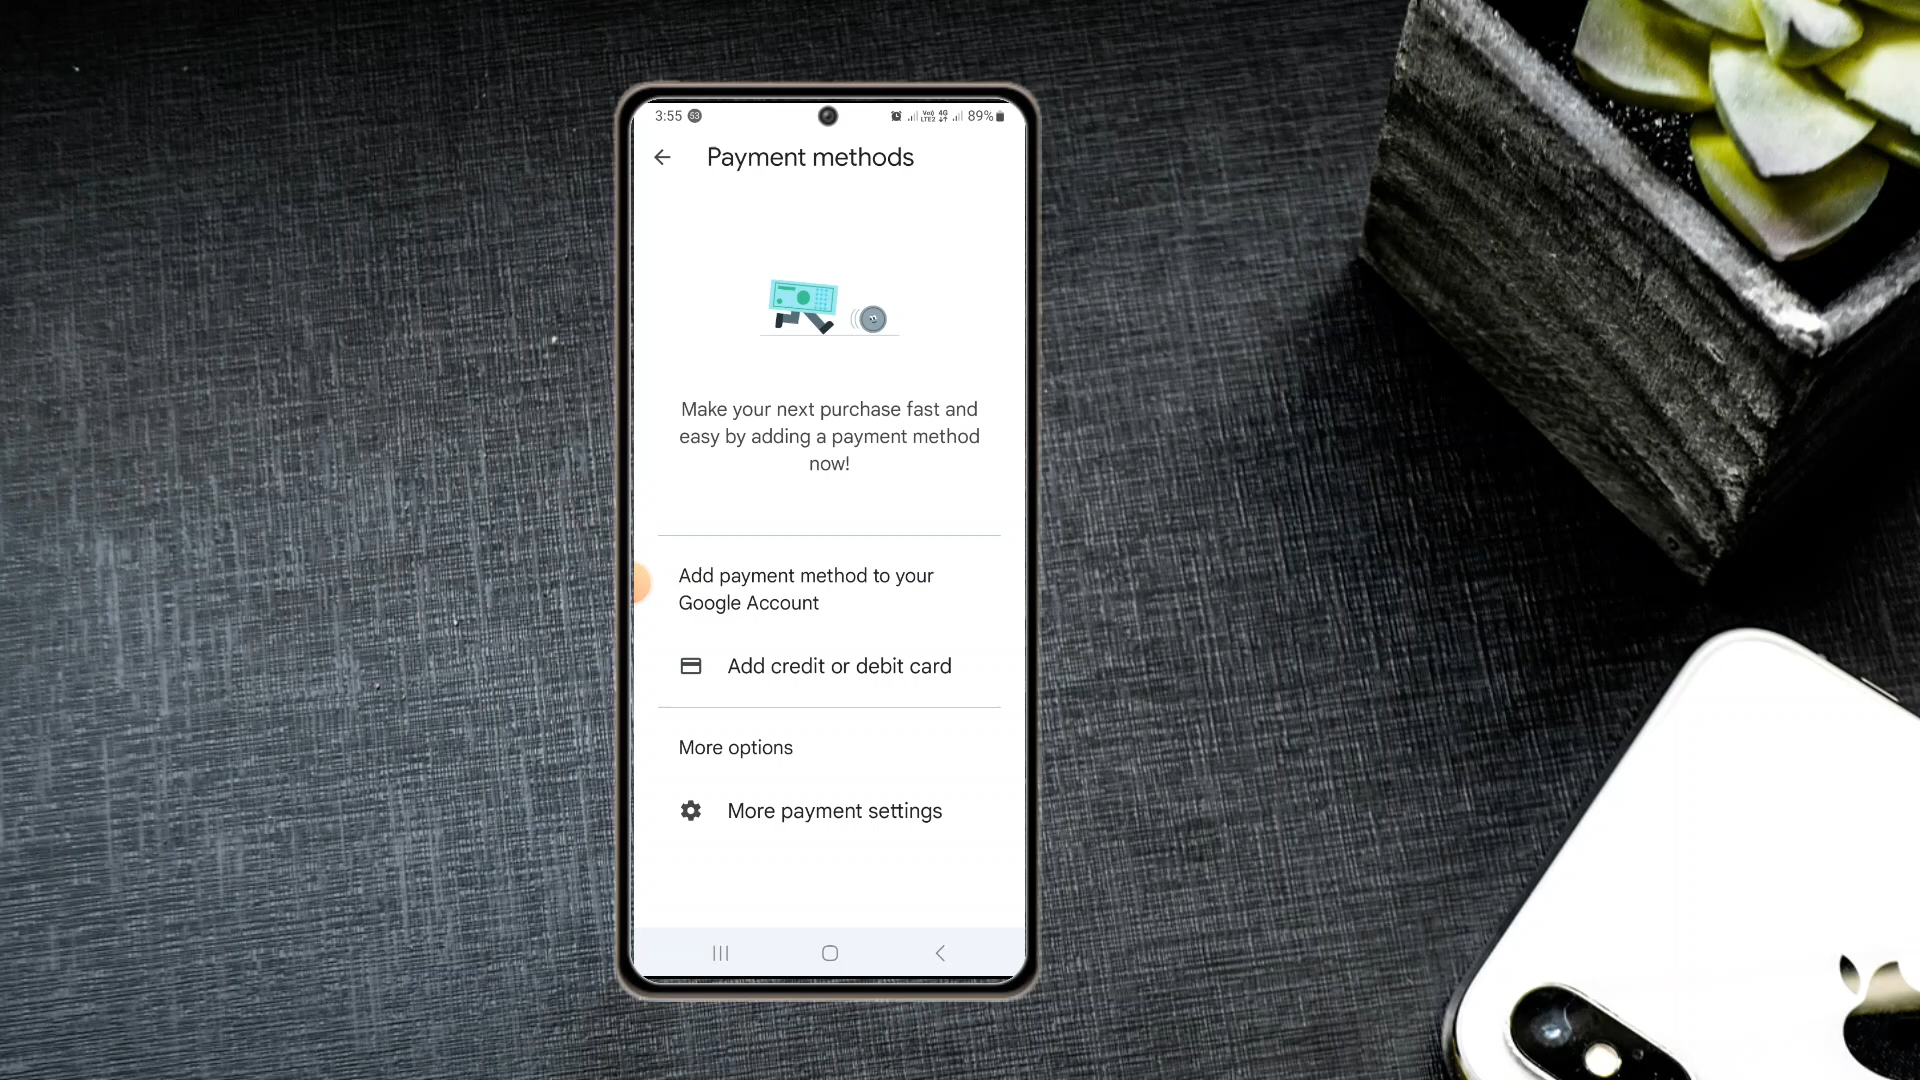 3:55 53 89%
Payment methods
Make your next purchase fast and
easy by adding a payment method
now!
Add payment method to your
Google Account
Add credit or debit card
More options
More payment settings